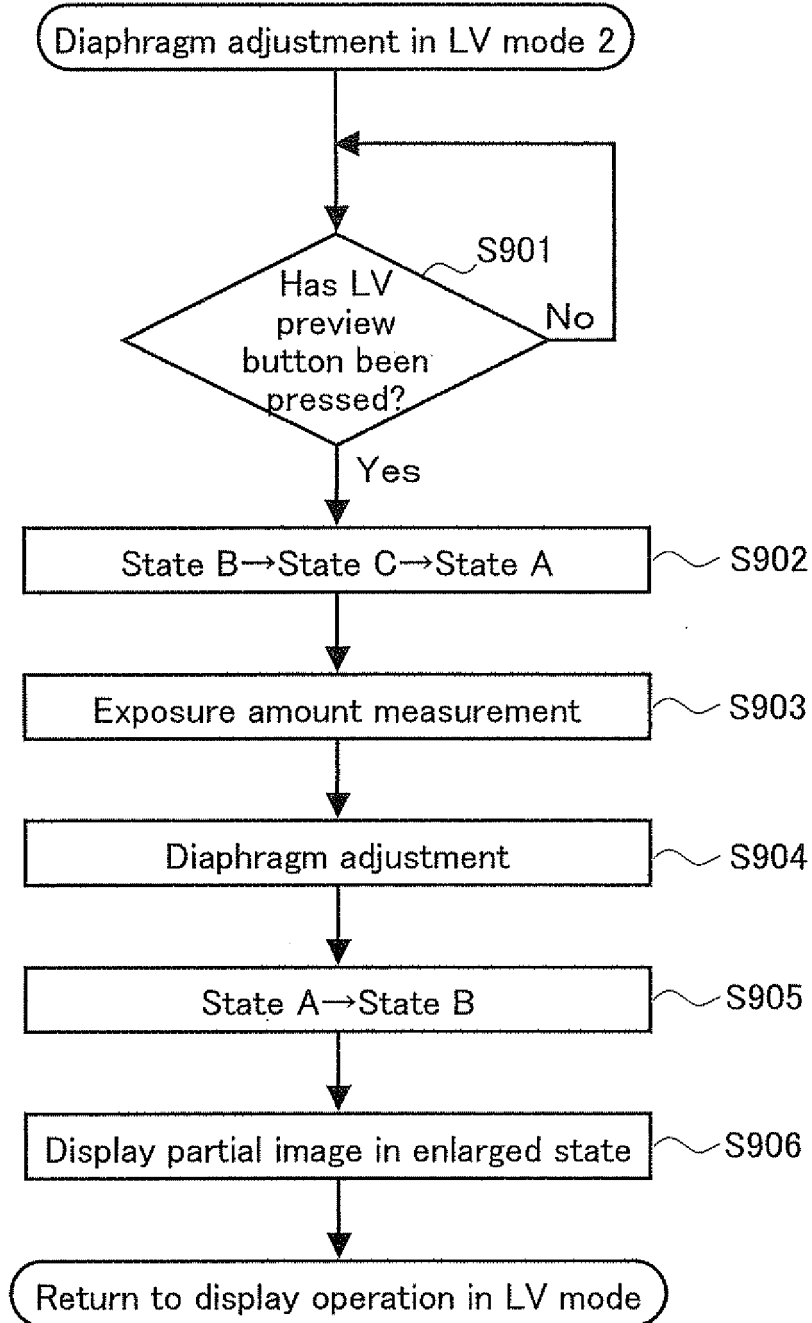 Diaphragm adjustment in LV mode 2
S901
Has LV
preview
button been
pressed?
No
Yes
State B→State C→State A
S902
Exposure amount measurement
S903
Diaphragm adjustment
S904
State A→State B
S905
Display partial image in enlarged state
S906
Return to display operation in LV mode